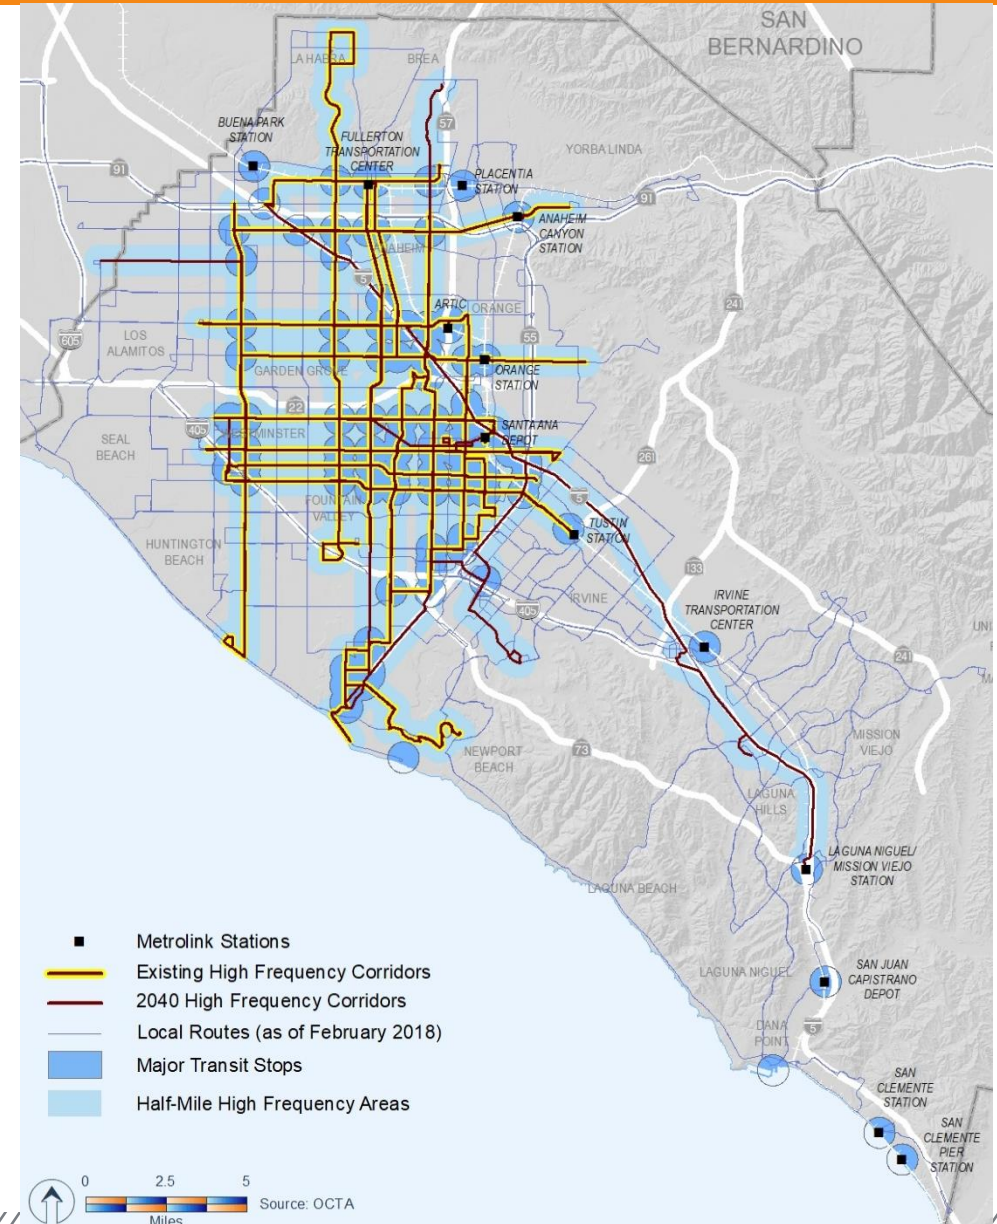 SAN
BERNARDINO
LA HABRA
BREA
BUENA PARK
STATION
FULLERTON
TRANSPORTATION
CENTER
57
YORBA LINDA
91
PLACENTIA
STATION
91
ANAHEIM
CANYON
STATION
ANAHEIM
5
241
ARTIC
ORANGE
55
605
LOS
ALAMITOS
GARDEN GROVE
ORANGE
STATION
22
405
WESTMINSTER
SANTA ANA
DEPOT
SEAL
BEACH
261
5
FOUNTAIN
VALLEY
TUSTIN
STATION
HUNTINGTON
BEACH
133
IRVINE
405
IRVINE
TRANSPORTATION
CENTER
UNI
241
MISSION
VIEJO
NEWPORT
BEACH
73
LAGUNA
HILLS
LAGUNA NIGUEL/
MISSION VIEJO
STATION
LAGUNA BEACH
LAGUNA NIGUEL
SAN JUAN
CAPISTRANO
DEPOT
DANA
POINT
5
SAN
CLEMENTE
STATION
SAN
CLEMENTE
PIER
STATION
Metrolink Stations
Existing High Frequency Corridors
2040 High Frequency Corridors
Local Routes (as of February 2018)
Major Transit Stops
Half-Mile High Frequency Areas
0 2.5 5
Miles
Source: OCTA